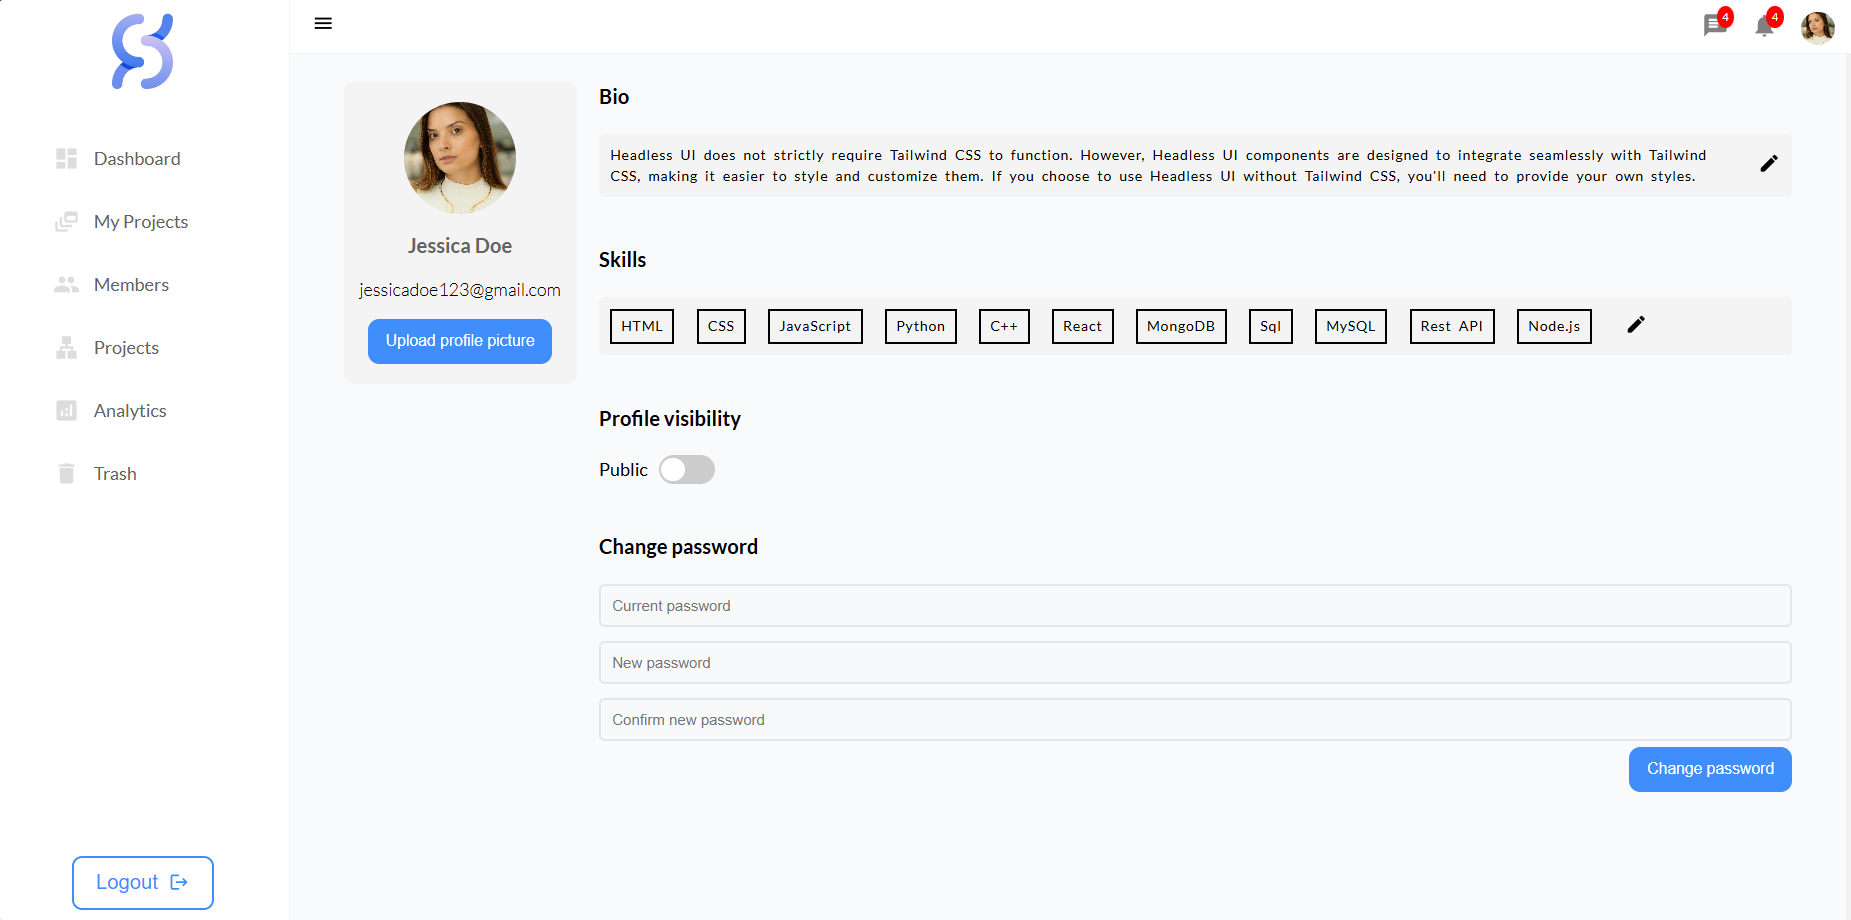 4
4
Dashboard
My Projects
Members
Projects
Analytics
Trash
Logout
Jessica Doe
jessicadoe123@gmail.com
Upload profile picture
Bio
Headless UI does not strictly require Tailwind CSS to function. However, Headless UI components are designed to integrate seamlessly with Tailwind
CSS, making it easier to style and customize them. If you choose to use Headless UI without Tailwind CSS, you'll need to provide your own styles.
Skills
HTML CSS JavaScript Python C++ React MongoDB Sql MySQL Rest API Node.js
Profile visibility
Public
Change password
Current password
New password
Confirm new password
Change password